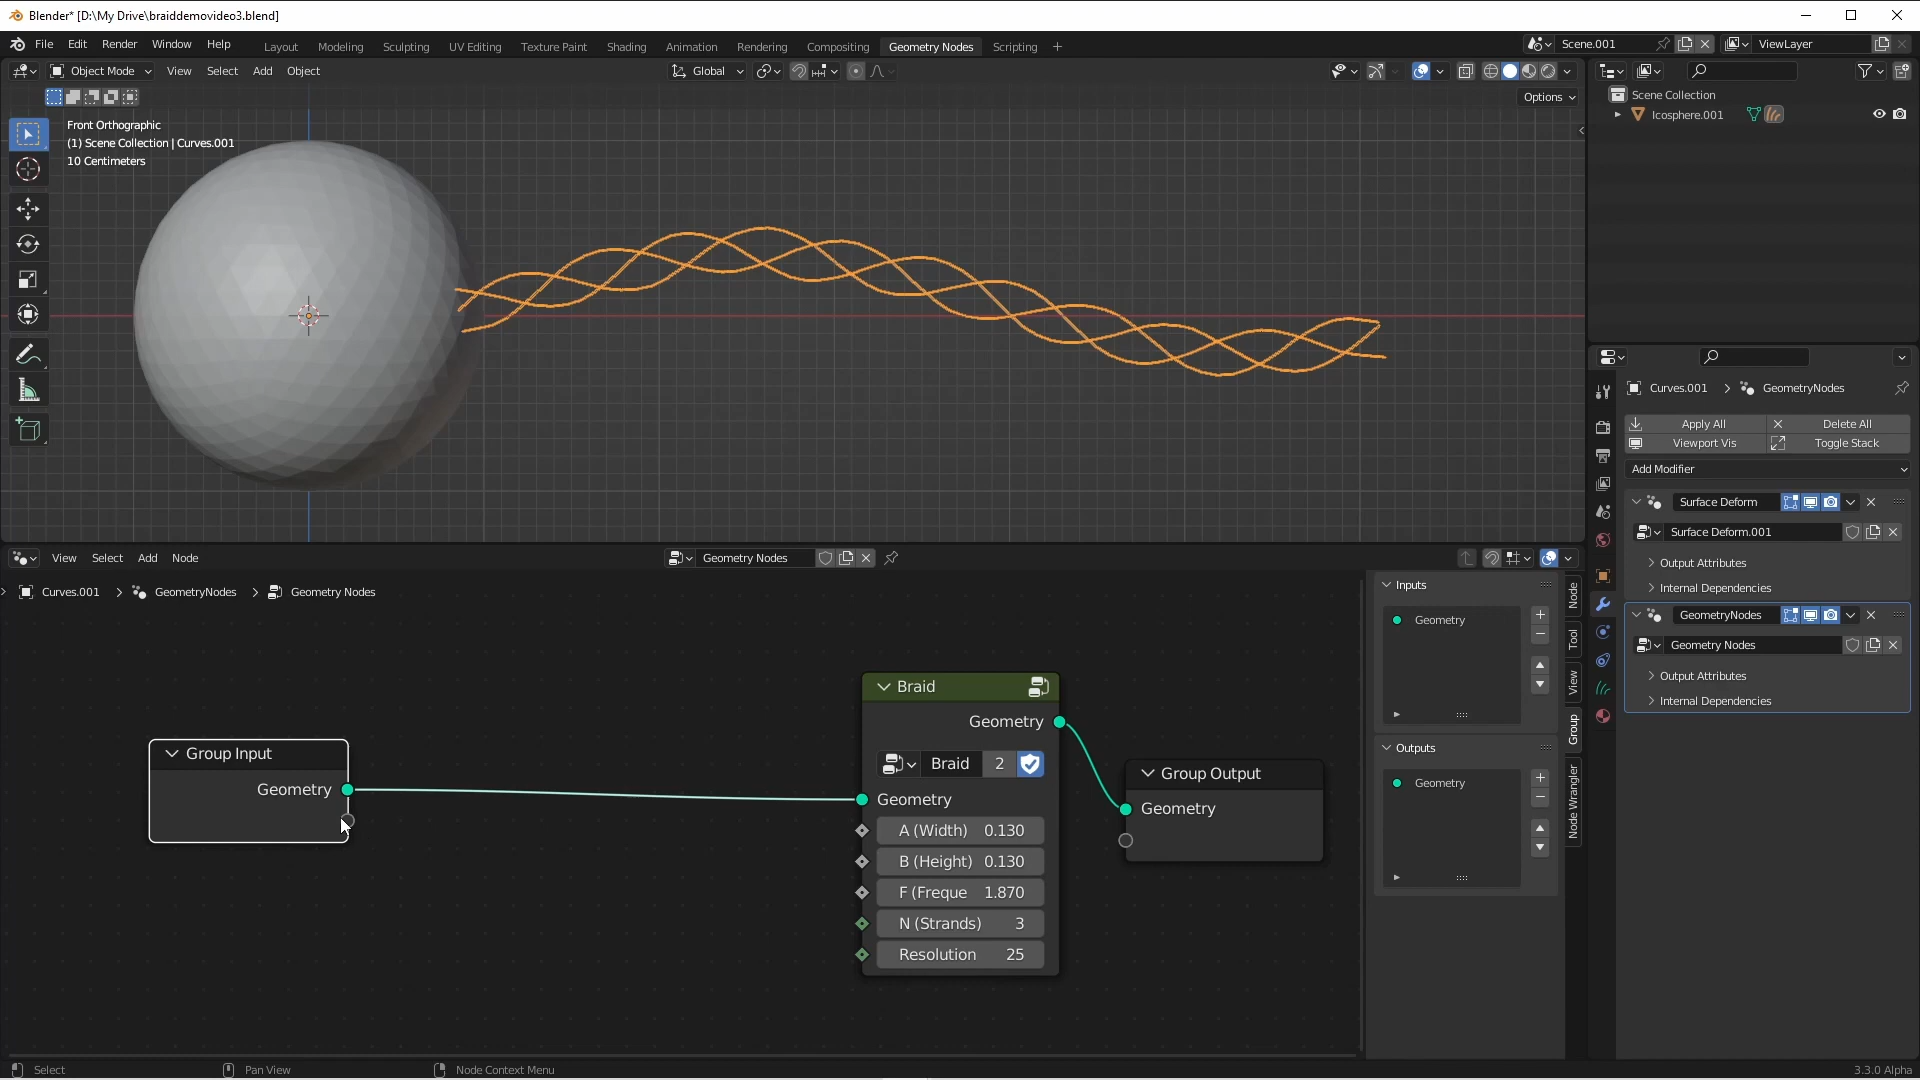 Blender* [D:\My Drive\braiddemovideo3.blend]
File Edit Render Window Help Layout Modeling Sculpting UV Editing Texture Paint Shading Animation Rendering Compositing Geometry Nodes Scripting + Scene.001 ViewLayer
Object Mode View Select Add Object Global
Options
Front Orthographic
(1) Scene Collection | Curves.001
10 Centimeters
Scene Collection
Icosphere.001
Curves.001 > GeometryNodes
Apply All Delete All
Viewport Vis Toggle Stack
Add Modifier
Surface Deform
Surface Deform.001
Output Attributes
Internal Dependencies
GeometryNodes
Geometry Nodes
Output Attributes
Internal Dependencies
View Select Add Node Geometry Nodes
Curves.001 > GeometryNodes > Geometry Nodes
Group Input
Geometry
Braid
Geometry
Braid 2
Geometry
A (Width) 0.130
B (Height) 0.130
F (Freque 1.870
N (Strands) 3
Resolution 25
Group Output
Geometry
Inputs
Geometry
Outputs
Geometry
Node
Tool
View
Group
Node Wrangler
Select Pan View Node Context Menu 3.3.0 Alpha